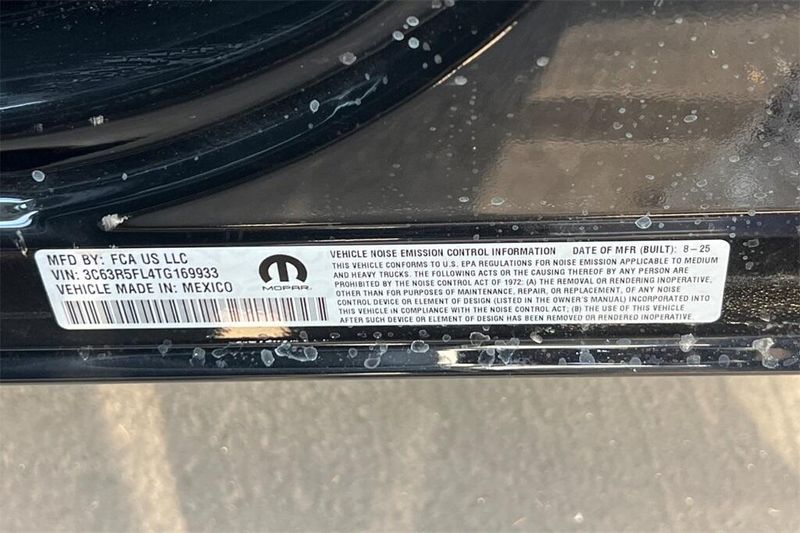 MFD BY: FCA US LLC
VIN: 3C63R5FL4TG169933
VEHICLE MADE IN: MEXICO
MOPAR
VEHICLE NOISE EMISSION CONTROL INFORMATION DATE OF MFR (BUILT): 8-25
THIS VEHICLE CONFORMS TO U.S. EPA REGULATIONS FOR NOISE EMISSION APPLICABLE TO MEDIUM
AND HEAVY TRUCKS. THE FOLLOWING ACTS OR THE CAUSING THEREOF BY ANY PERSON ARE
PROHIBITED BY THE NOISE CONTROL ACT OF 1972: (A) THE REMOVAL OR RENDERING INOPERATIVE,
OTHER THAN FOR PURPOSES OF MAINTENANCE, REPAIR, OR REPLACEMENT, OF ANY NOISE
CONTROL DEVICE OR ELEMENT OF DESIGN (LISTED IN THE OWNER'S MANUAL) INCORPORATED INTO
THIS VEHICLE IN COMPLIANCE WITH THE NOISE CONTROL ACT; (B) THE USE OF THIS VEHICLE
AFTER SUCH DEVICE OR ELEMENT OF DESIGN HAS BEEN REMOVED OR RENDERED INOPERATIVE.